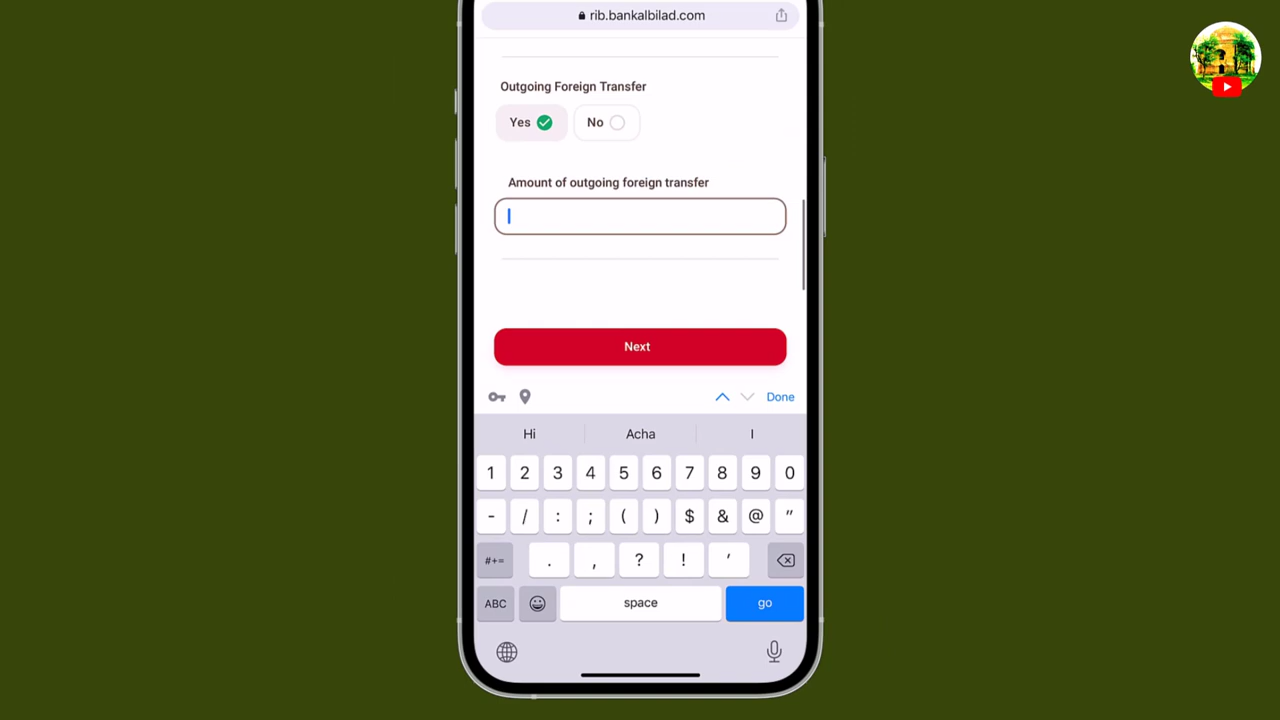 rib.bankalbilad.com
Outgoing Foreign Transfer
Yes No
Amount of outgoing foreign transfer
Next
Done
Hi Acha I
1 2 3 4 5 6 7 8 9 0
- / : ; ( ) $ & @ "
#+= . , ? ! '
ABC space go